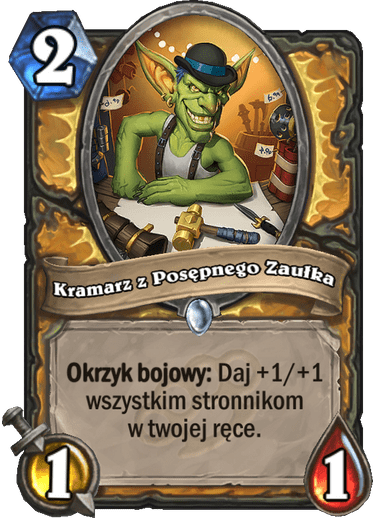 2
Kramarz z Posępnego Zaułka
Okrzyk bojowy: Daj +1/+1
wszystkim stronnikom
w twojej ręce.
1
1